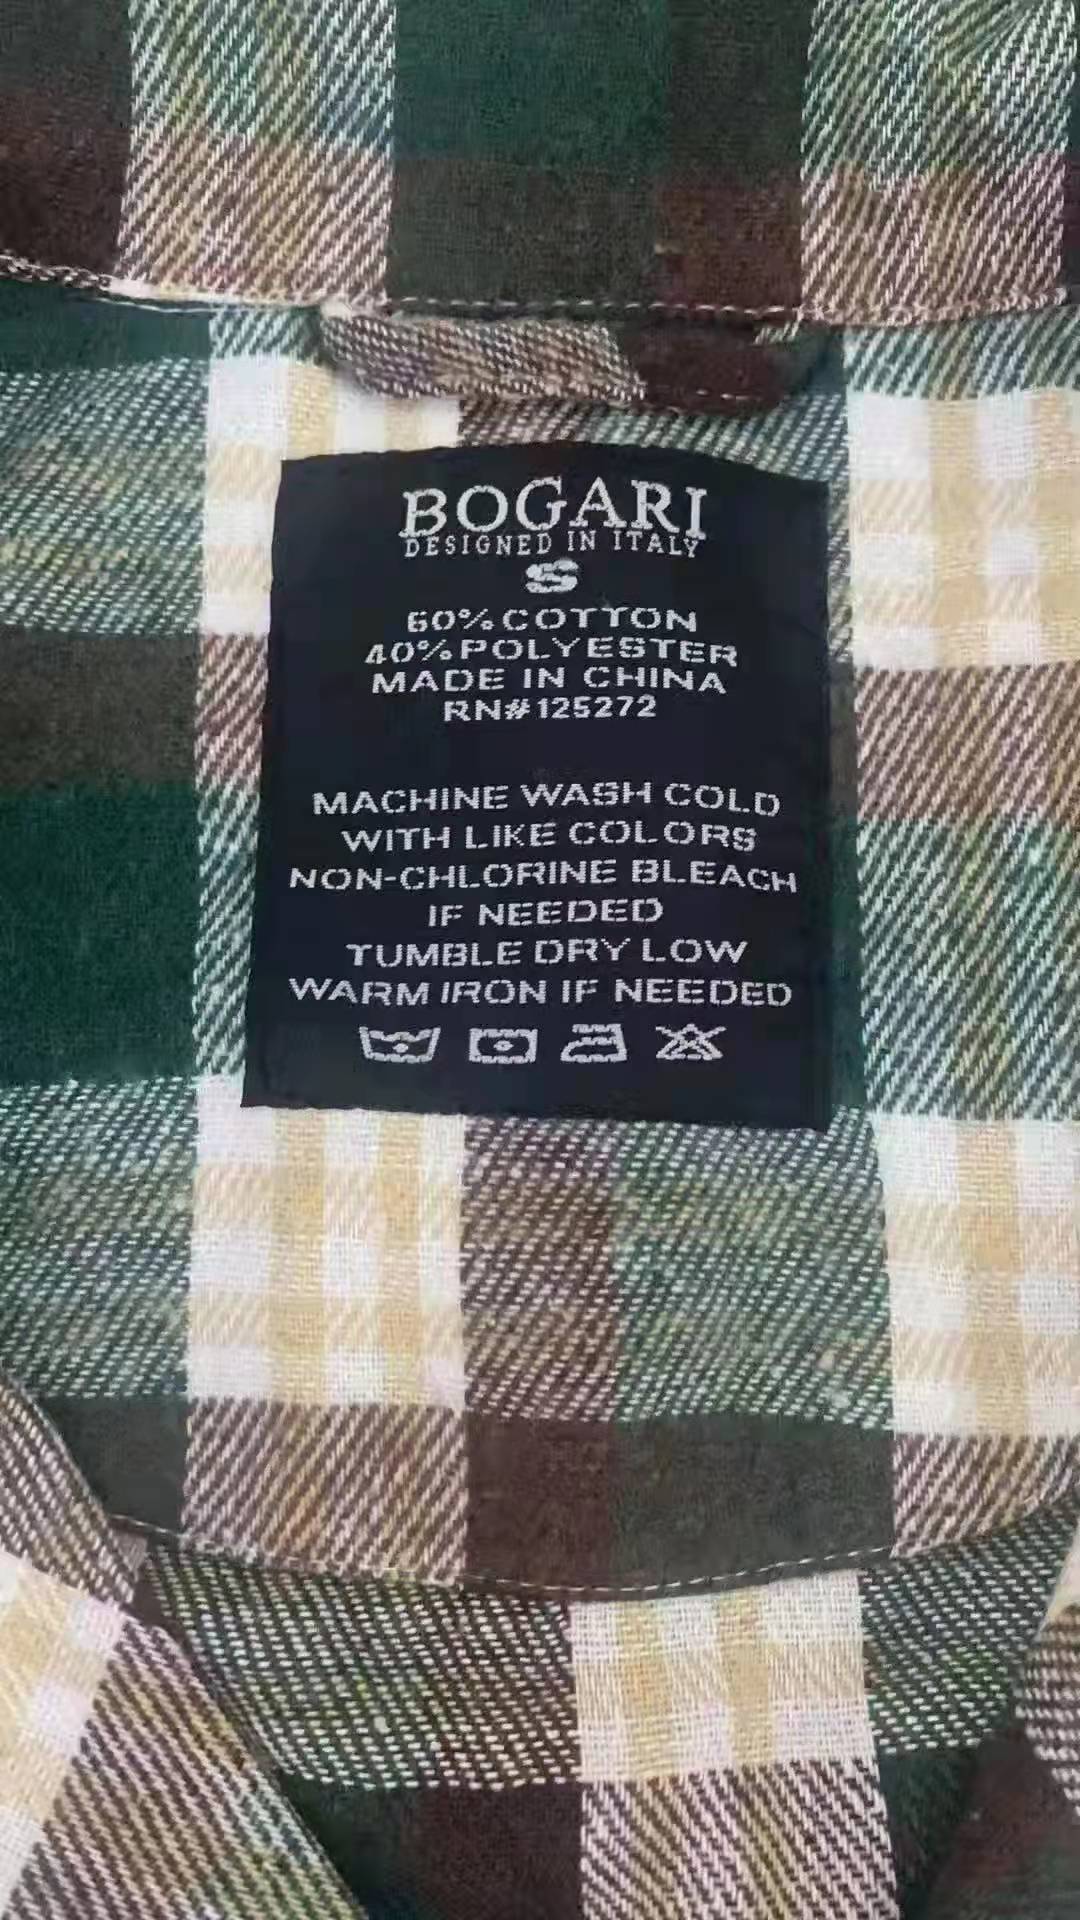 BOGARI
DESIGNED IN ITALY
S
60% COTTON
40% POLYESTER
MADE IN CHINA
RN# 125272
MACHINE WASH COLD
WITH LIKE COLORS
NON-CHLORINE BLEACH
IF NEEDED
TUMBLE DRY LOW
WARM IRON IF NEEDED